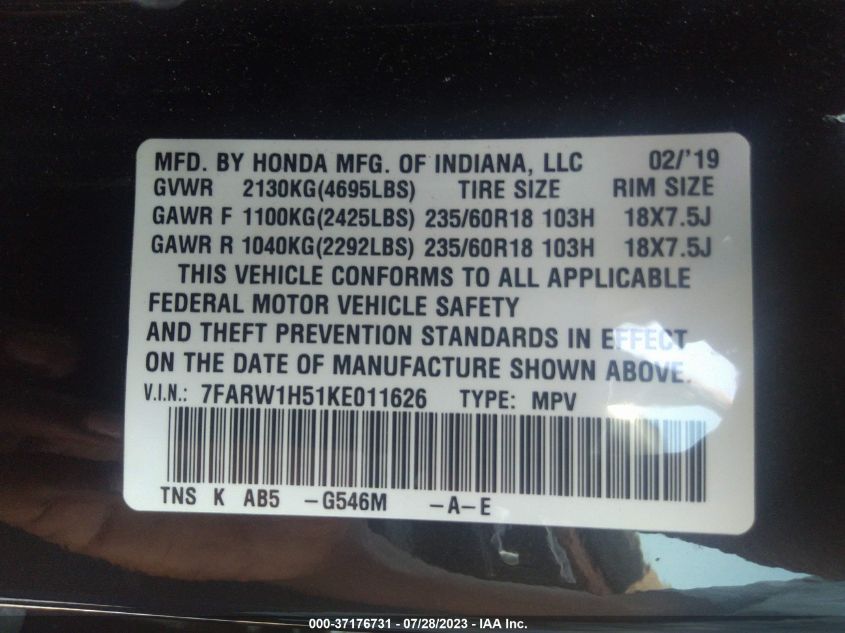 MFD. BY HONDA MFG. OF INDIANA, LLC 02/'19
GVWR 2130KG(4695LBS) TIRE SIZE RIM SIZE
GAWR F 1100KG(2425LBS) 235/60R18 103H 18X7.5J
GAWR R 1040KG(2292LBS) 235/60R18 103H 18X7.5J
THIS VEHICLE CONFORMS TO ALL APPLICABLE
FEDERAL MOTOR VEHICLE SAFETY
AND THEFT PREVENTION STANDARDS IN EFFECT
ON THE DATE OF MANUFACTURE SHOWN ABOVE.
V.I.N.: 7FARW1H51KE011626 TYPE: MPV
TNS K AB5 -G546M -A-E
000-37176731 - 07/28/2023 - IAA Inc.